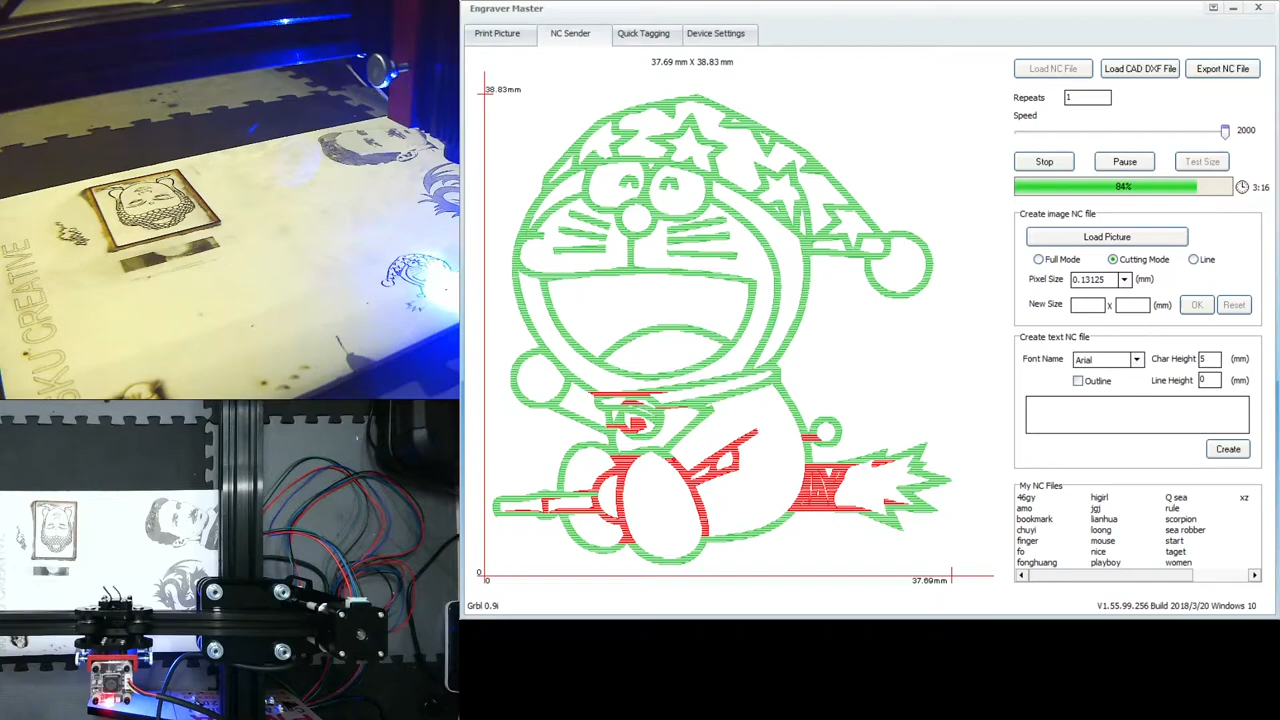 Engraver Master
Print Picture NC Sender Quick Tagging Device Settings
37.69 mm X 38.83 mm
38.83mm
0
0
37.69mm
Grbl 0.9i
Load NC File Load CAD DXF File Export NC File
Repeats 1
Speed
2000
Stop Pause Test Size
84% 3:16
Create image NC file
Load Picture
Full Mode Cutting Mode Line
Pixel Size 0.13125 (mm)
New Size X (mm) OK Reset
Create text NC file
Font Name Arial Char Height 5 (mm)
Outline Line Height 0 (mm)
Create
My NC Files
46gy higirl Q sea xz
amo jgj rule
bookmark lianhua scorpion
chuyi loong sea robber
finger mouse start
fo nice taget
fonghuang playboy women
V1.55.99.256 Build 2018/3/20 Windows 10
CREATIVE